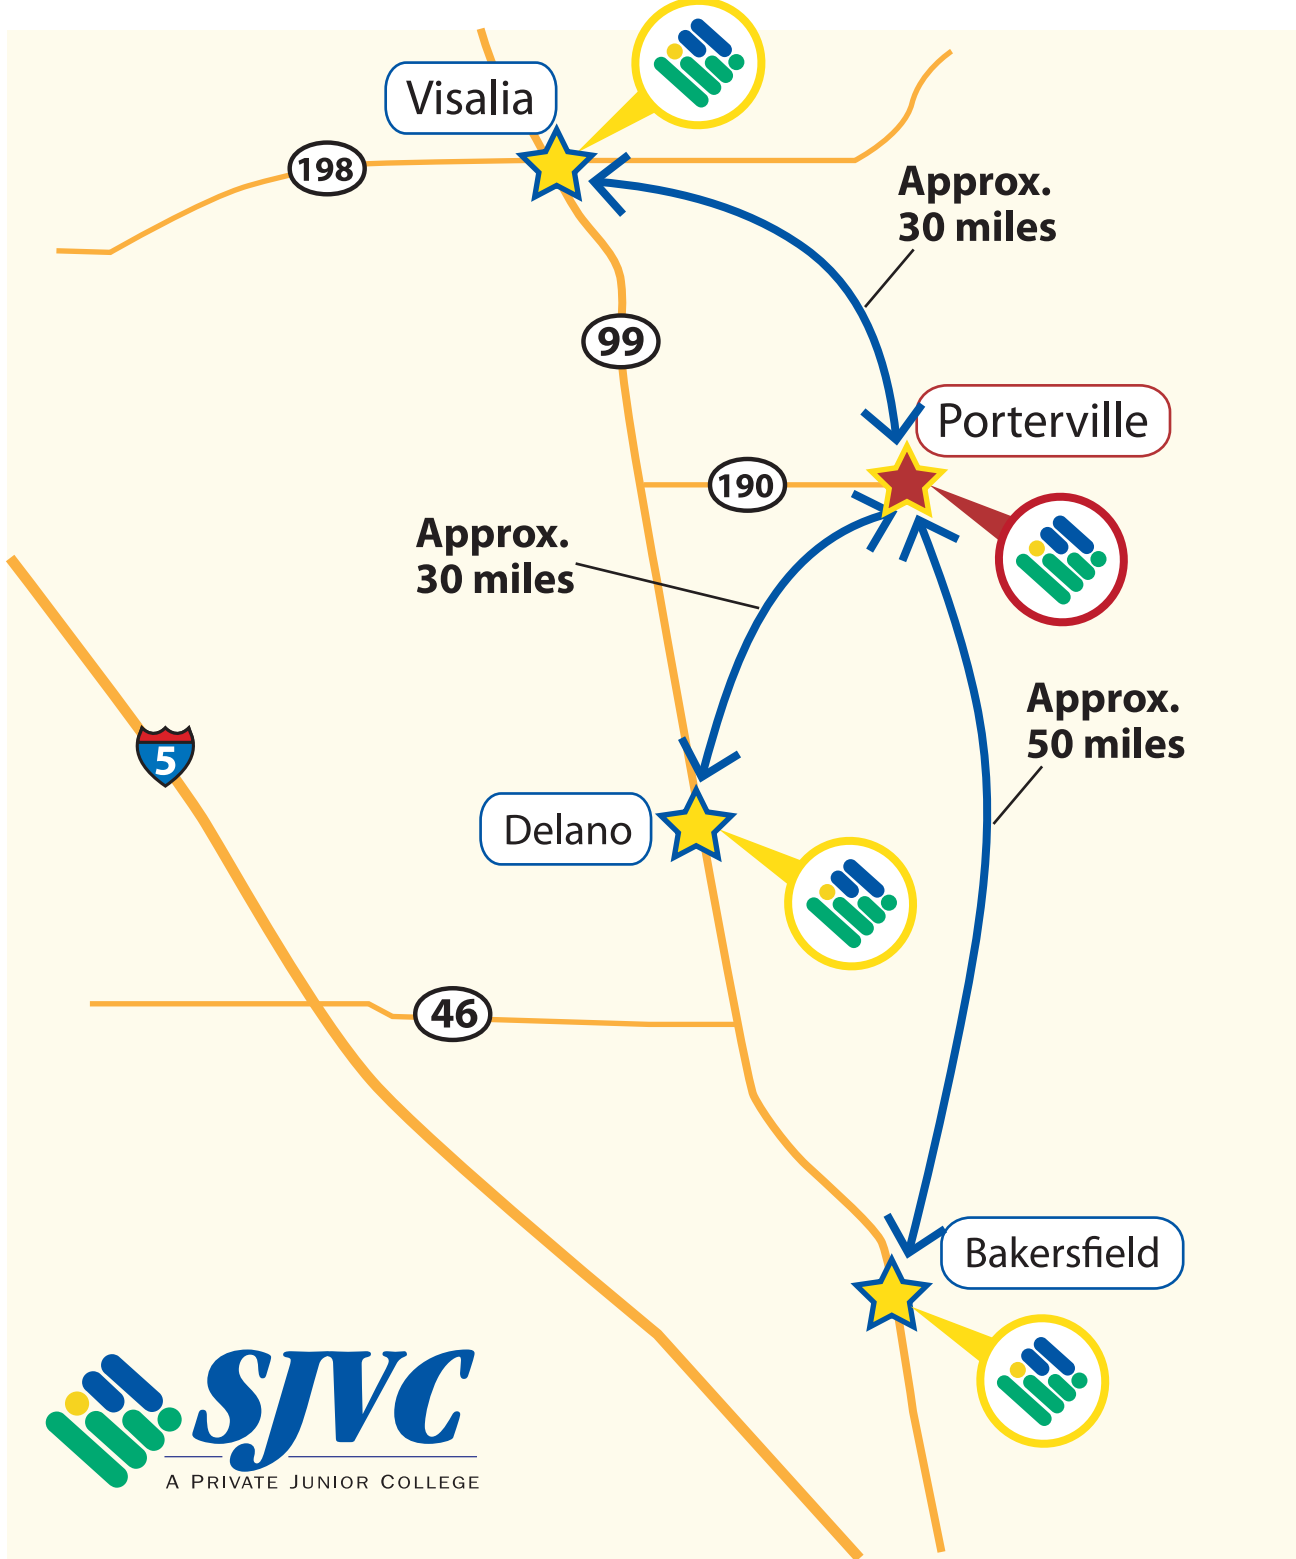 Visalia
198
Approx.
30 miles
99
Porterville
190
Approx.
30 miles
Approx.
50 miles
5
Delano
46
Bakersfield
SJVC
A PRIVATE JUNIOR COLLEGE